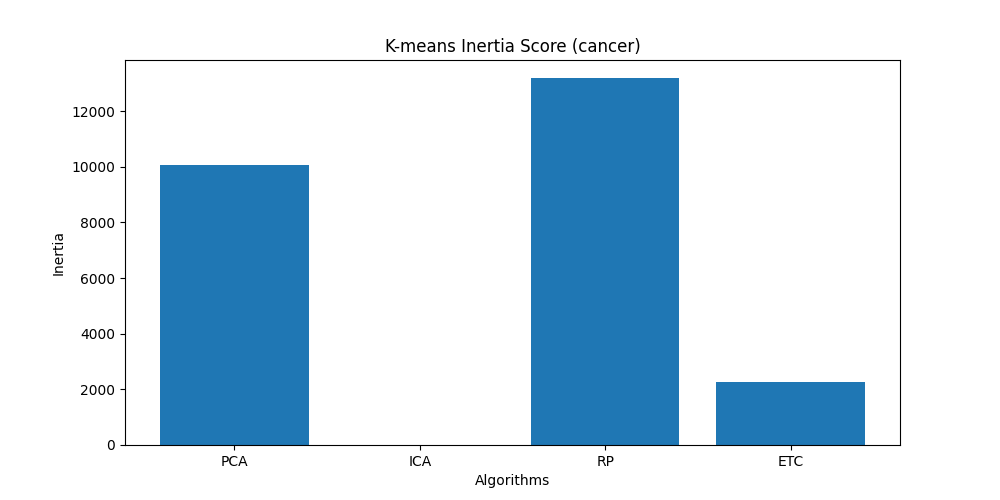 K-means Inertia Score (cancer)
12000
10000
8000
6000
4000
2000
0
Inertia
PCA
ICA
RP
ETC
Algorithms